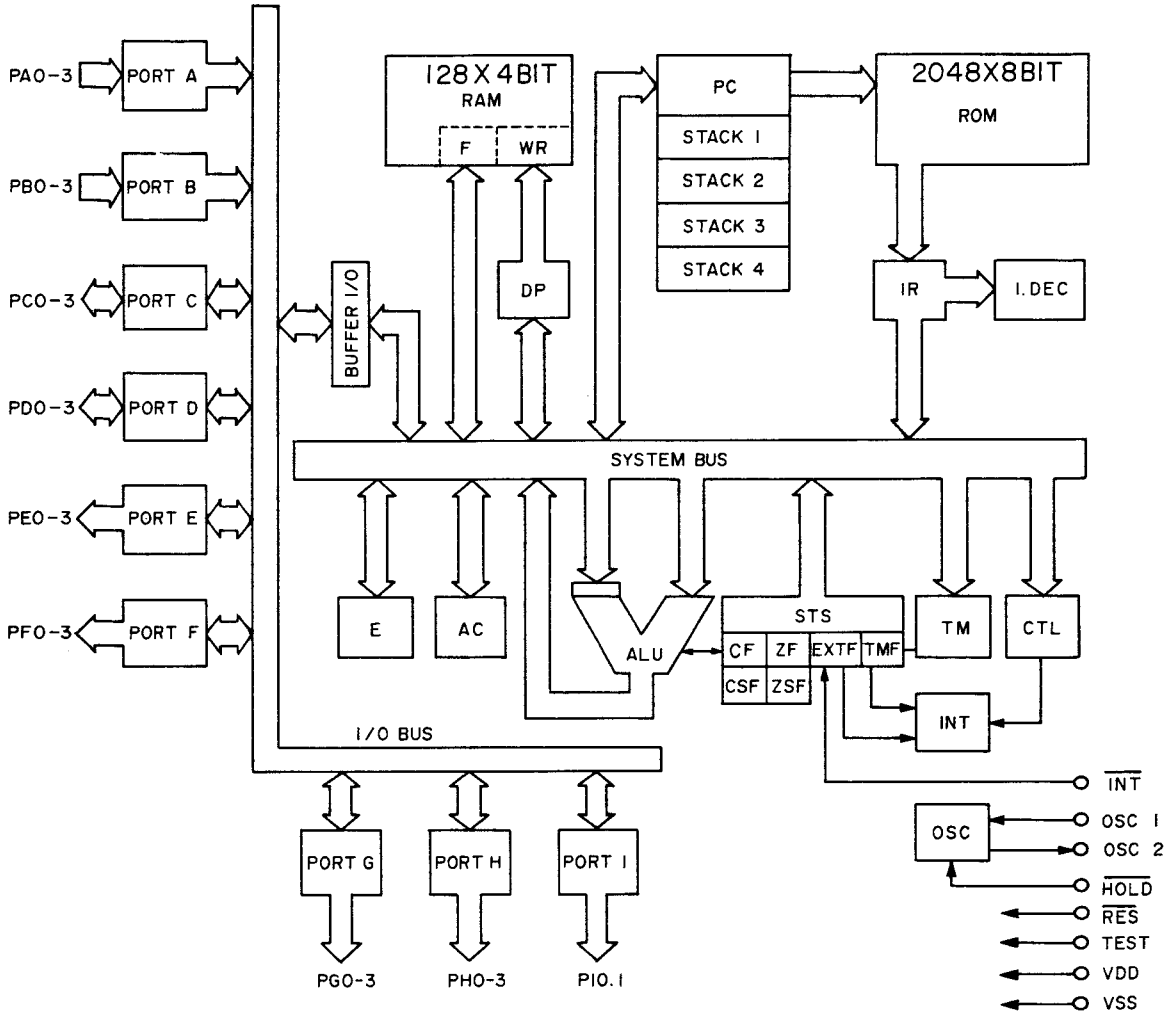 PA0-3
PORT A
128X4BIT
RAM
F
WR
PC
STACK 1
STACK 2
STACK 3
STACK 4
2048X8BIT
ROM
PB0-3
PORT B
PC0-3
PORT C
BUFFER I/O
DP
IR
I.DEC
PD0-3
PORT D
SYSTEM BUS
PE0-3
PORT E
PF0-3
PORT F
E
AC
ALU
STS
CF
ZF
EXTF
TMF
CSF
ZSF
TM
CTL
INT
I/O BUS
INT
OSC
OSC 1
OSC 2
HOLD
RES
TEST
VDD
VSS
PORT G
PORT H
PORT I
PG0-3
PH0-3
PI0.1